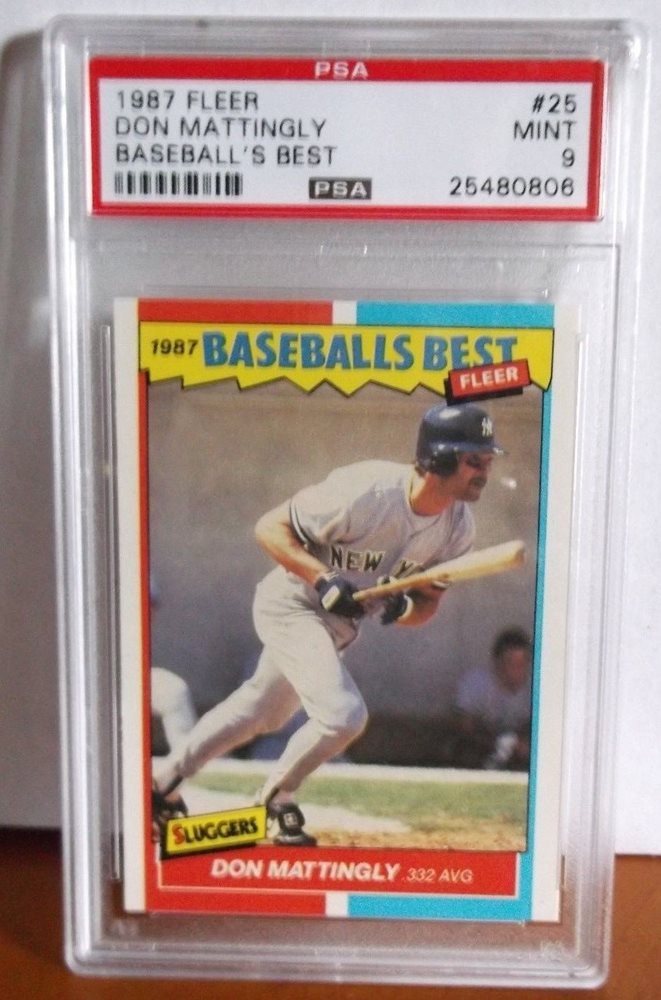 PSA
1987 FLEER #25
DON MATTINGLY MINT
BASEBALL'S BEST 9
PSA 25480806
1987 BASEBALLS BEST
FLEER
NY
NEW Y
SLUGGERS
DON MATTINGLY .332 AVG